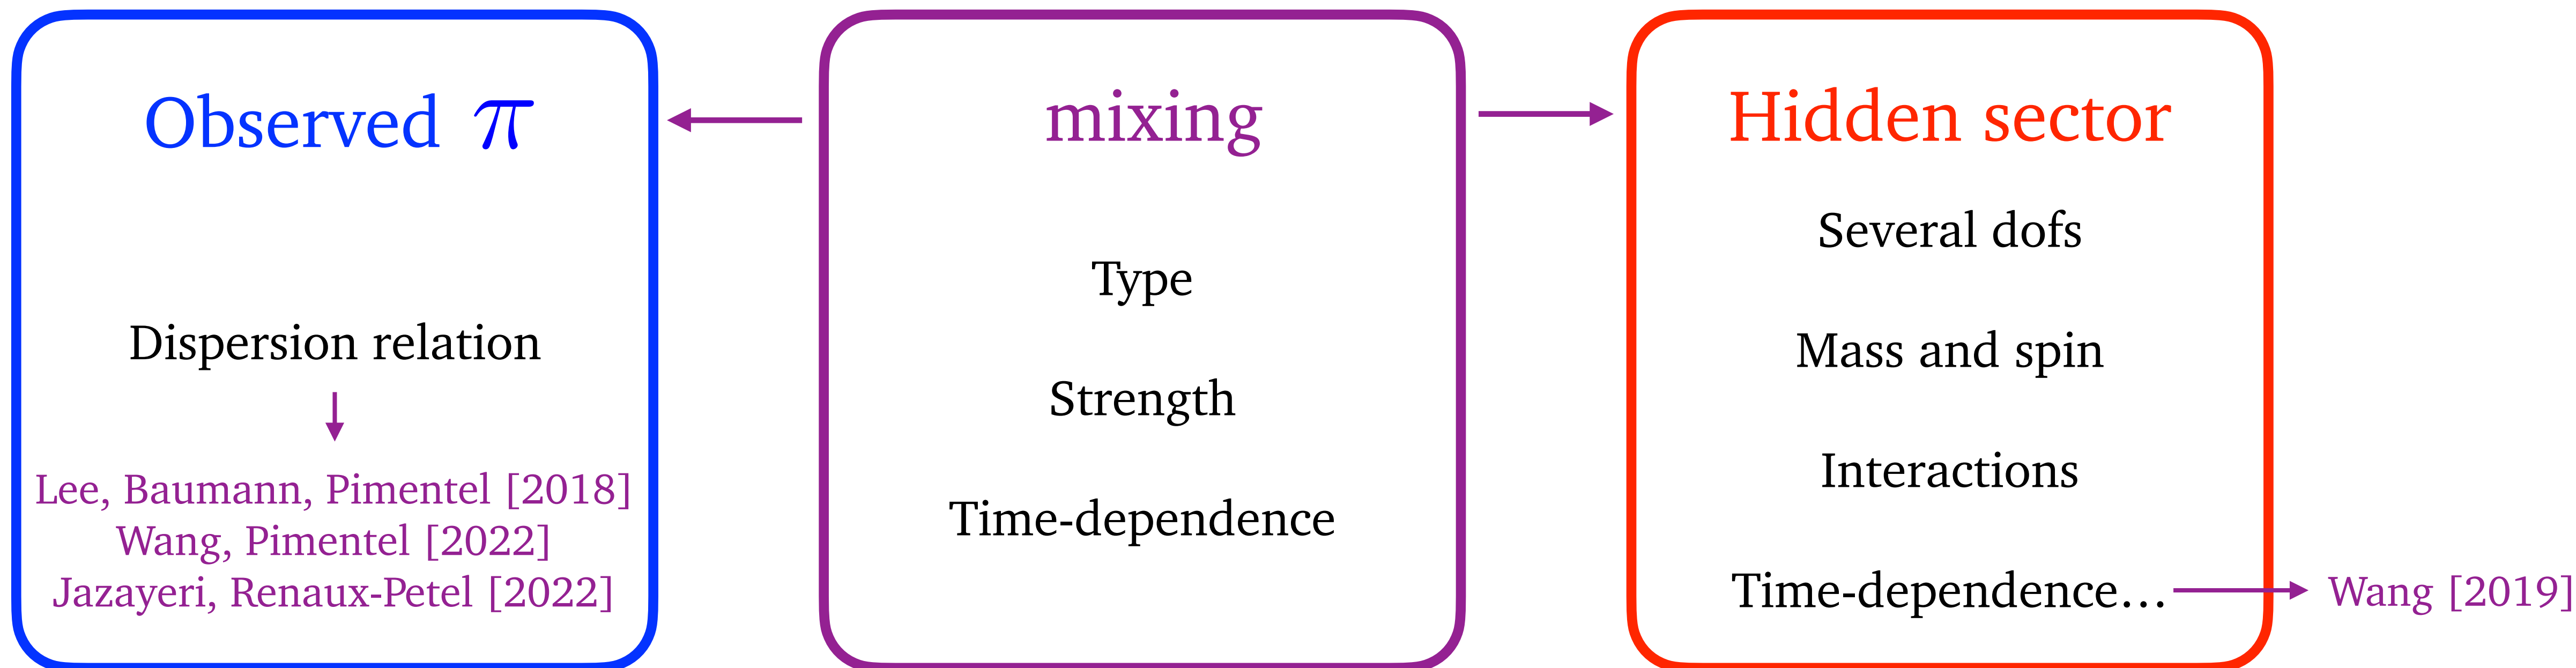 Observed π
Dispersion relation
Lee, Baumann, Pimentel [2018]
Wang, Pimentel [2022]
Jazayeri, Renaux-Petel [2022]
mixing
Type
Strength
Time-dependence
Hidden sector
Several dofs
Mass and spin
Interactions
Time-dependence…
Wang [2019]